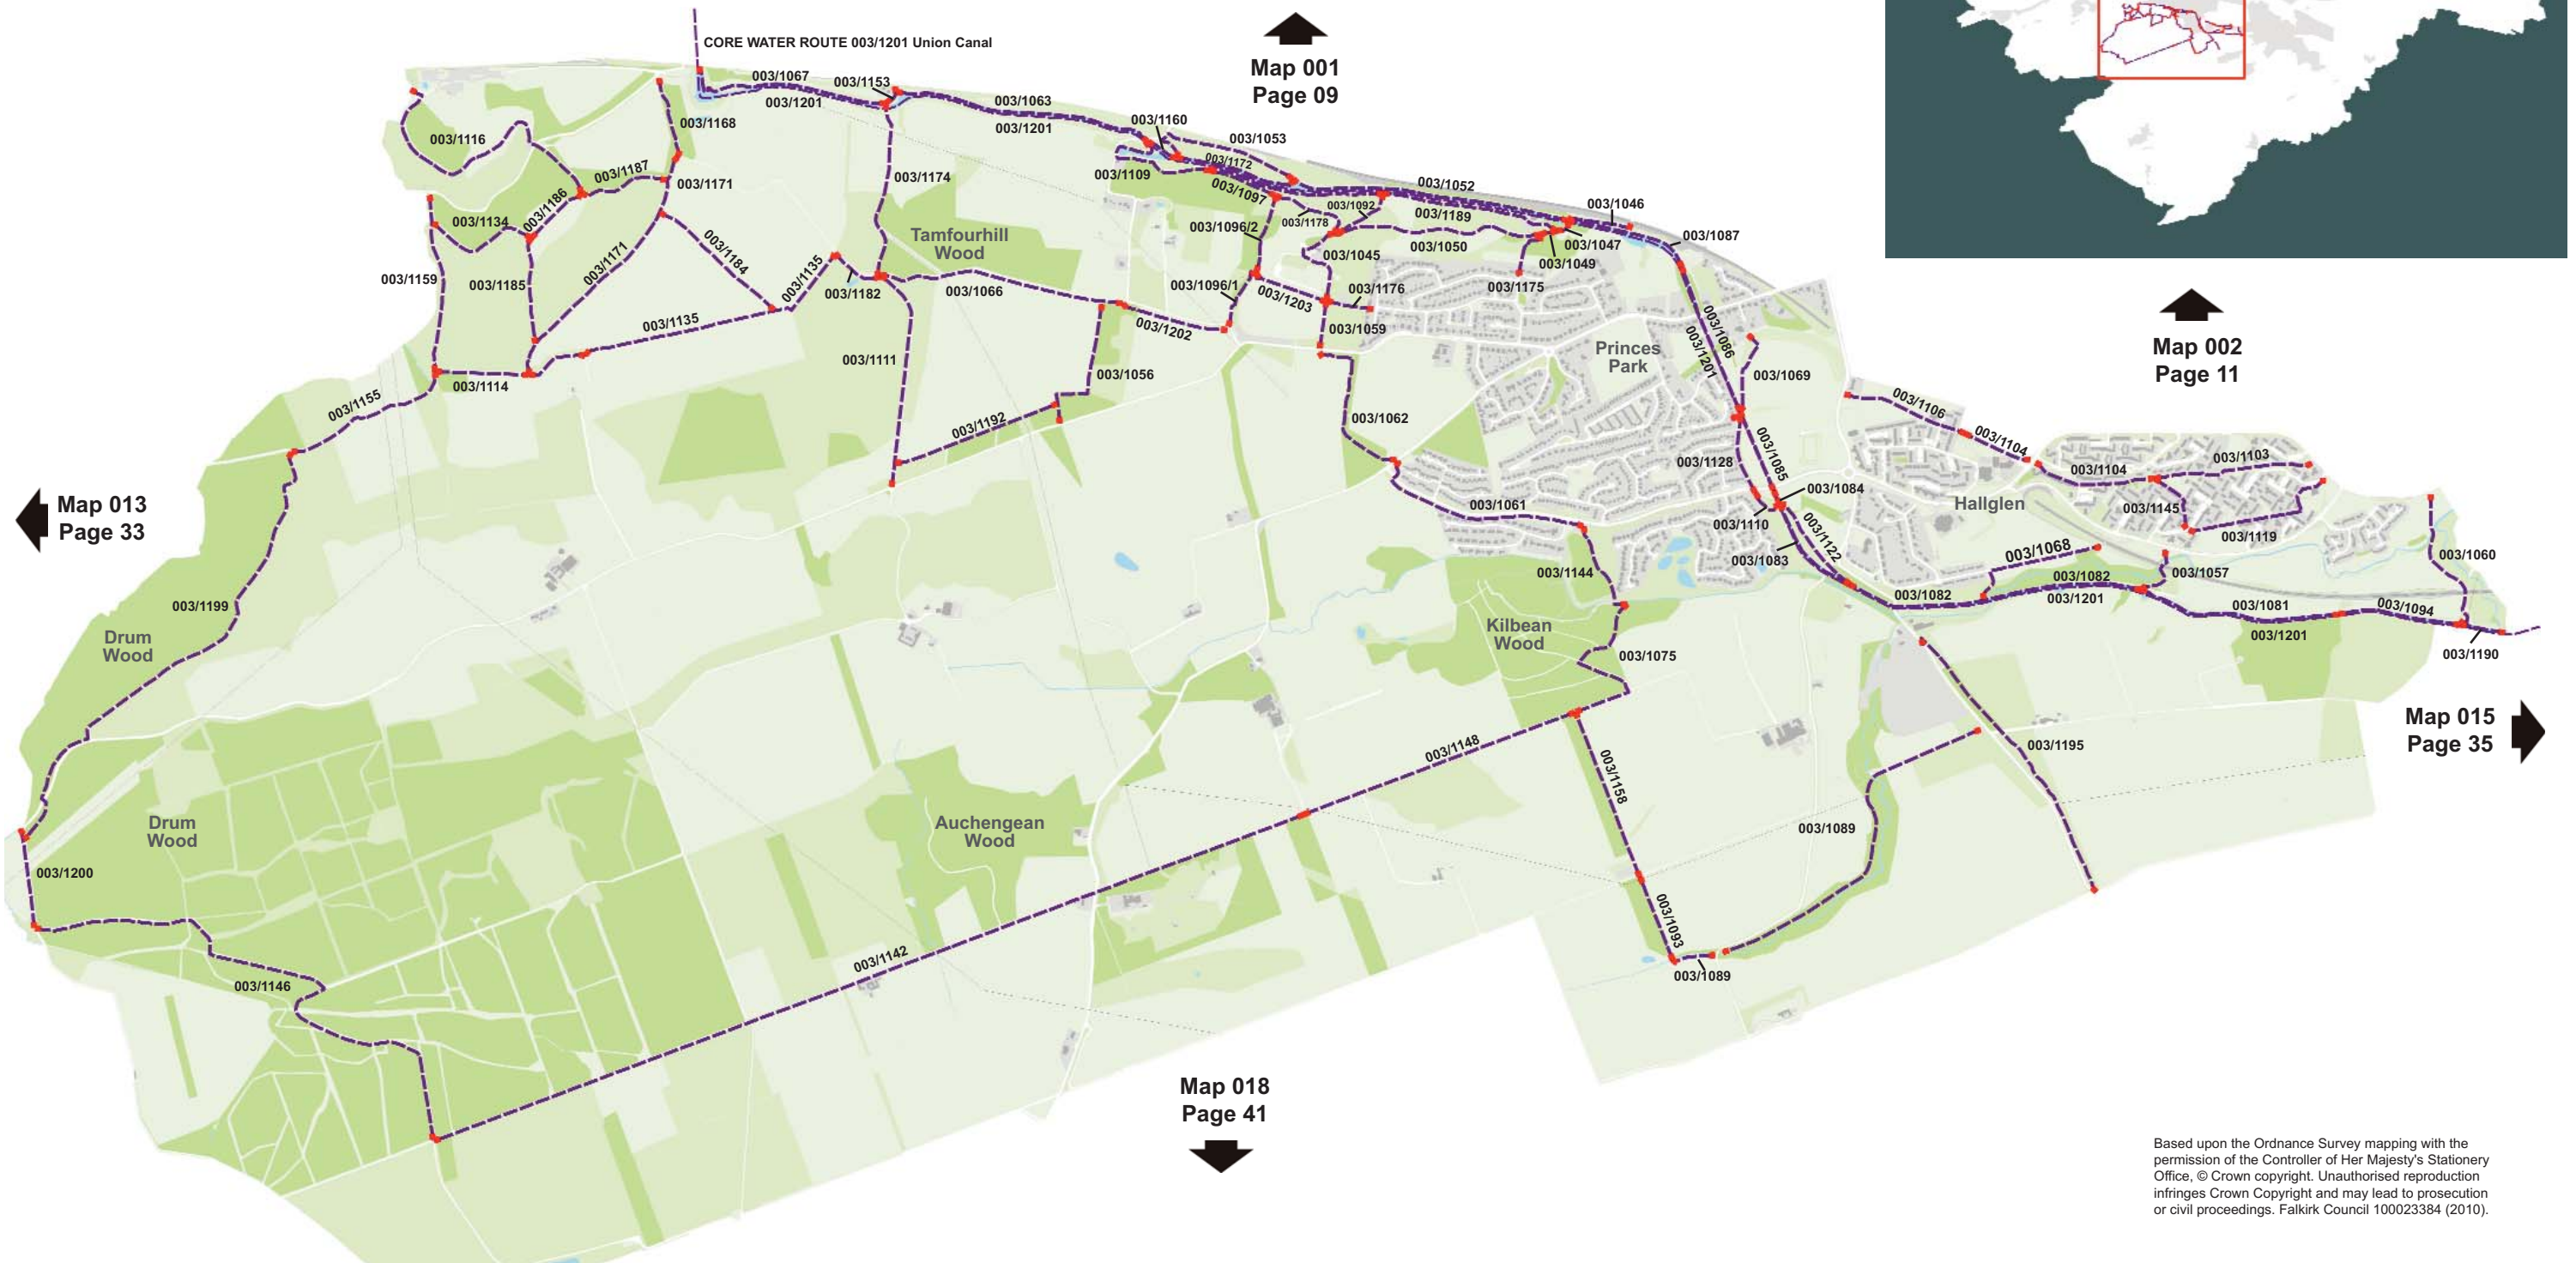 CORE WATER ROUTE 003/1201 Union Canal
Map 001
Page 09
003/1067
003/1153
003/1201
003/1063
003/1201
003/1160
003/1053
003/1172
003/1116
003/1168
003/1187
003/1171
003/1174
003/1109
003/1097
003/1052
003/1046
003/1134
003/1186
003/1092
003/1178
003/1189
003/1047
003/1087
003/1096/2
003/1050
003/1049
003/1045
Tamfourhill
Wood
003/1159
003/1185
003/1171
003/1184
003/1135
003/1182
003/1066
003/1096/1
003/1203
003/1176
003/1175
003/1202
003/1059
003/1135
003/1086
003/1201
Princes
Park
Map 002
Page 11
003/1114
003/1155
003/1111
003/1056
003/1069
003/1106
003/1192
003/1062
003/1104
003/1128
003/1085
003/1104
003/1103
003/1084
Hallglen
003/1145
003/1119
Map 013
Page 33
003/1061
003/1110
003/1122
003/1083
003/1068
003/1060
003/1057
003/1144
003/1082
003/1082
003/1201
003/1081
003/1094
003/1201
003/1190
003/1199
Drum
Wood
Kilbean
Wood
003/1075
Map 015
Page 35
003/1148
003/1158
003/1195
Drum
Wood
Auchengean
Wood
003/1089
003/1200
003/1093
003/1142
003/1089
003/1146
Map 018
Page 41
Based upon the Ordnance Survey mapping with the
permission of the Controller of Her Majesty's Stationery
Office, © Crown copyright. Unauthorised reproduction
infringes Crown Copyright and may lead to prosecution
or civil proceedings. Falkirk Council 100023384 (2010).